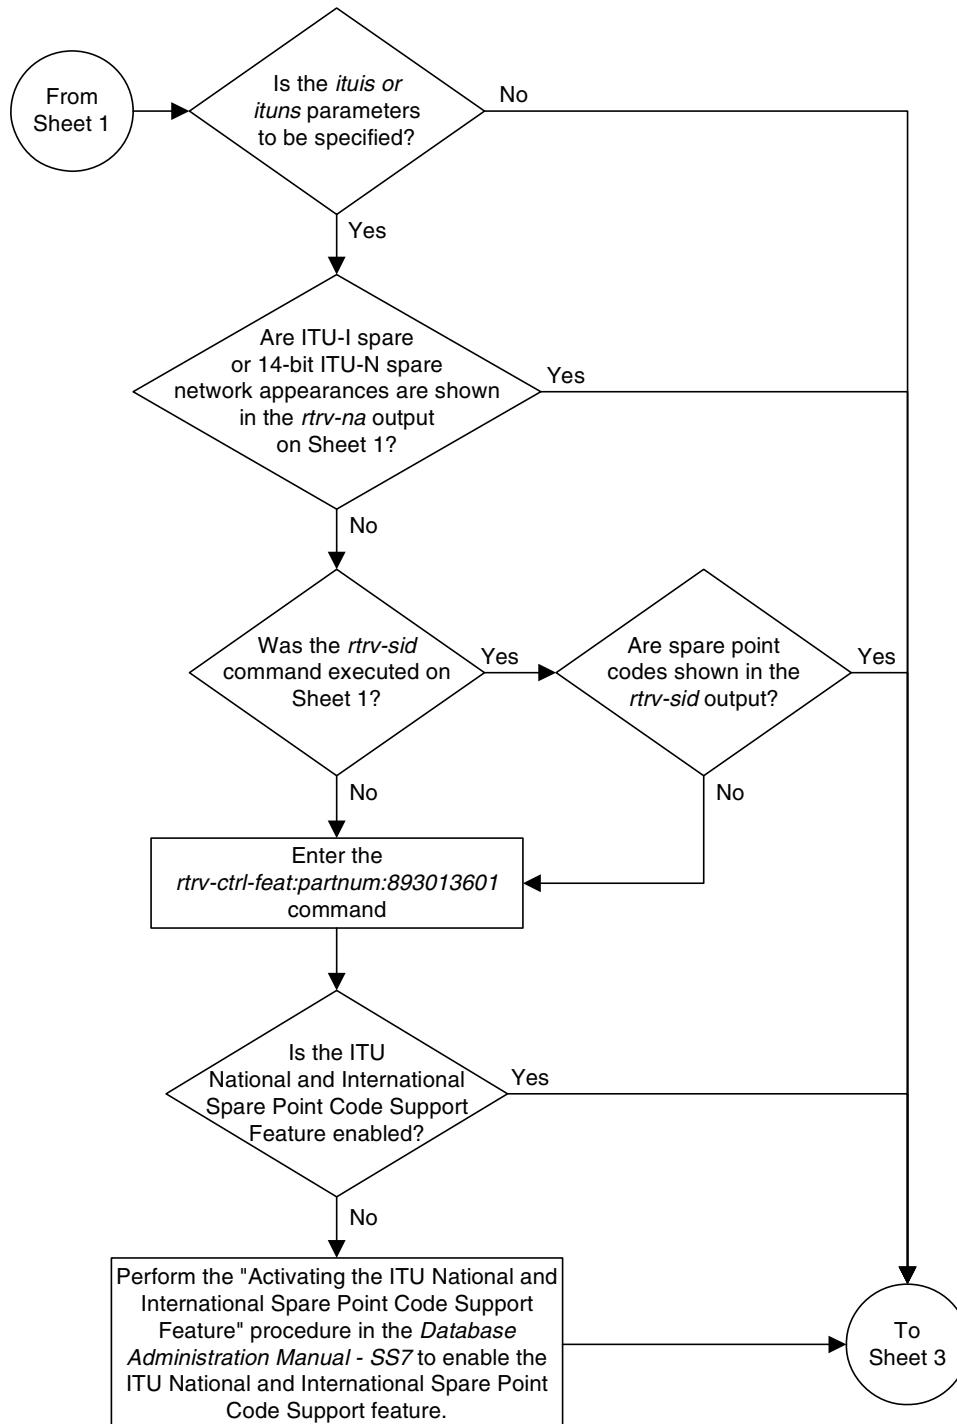 From
Sheet 1
Is the ituis or
ituns parameters
to be specified?
No
Yes
Are ITU-I spare
or 14-bit ITU-N spare
network appearances are shown
in the rtrv-na output
on Sheet 1?
Yes
No
Was the rtrv-sid
command executed on
Sheet 1?
Yes
Are spare point
codes shown in the
rtrv-sid output?
Yes
No
No
Enter the
rtrv-ctrl-feat:partnum:893013601
command
Is the ITU
National and International
Spare Point Code Support
Feature enabled?
Yes
No
Perform the "Activating the ITU National and
International Spare Point Code Support
Feature" procedure in the Database
Administration Manual - SS7 to enable the
ITU National and International Spare Point
Code Support feature.
To
Sheet 3